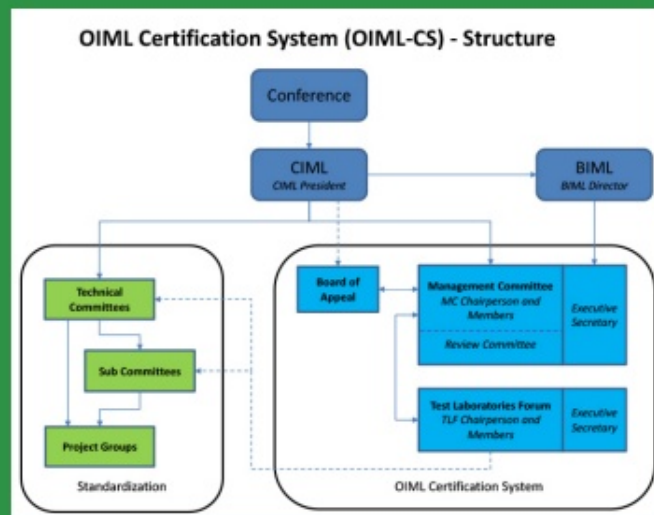 OIML Certification System (OIML-CS) - Structure
Conference
CIML
CIML President
BIML
BIML Director
Technical
Committees
Sub Committees
Project Groups
Standardization
Board of
Appeal
Management Committee
MC Chairperson and
Members
Review Committee
Executive
Secretary
Test Laboratories Forum
TLF Chairperson and
Members
Executive
Secretary
OIML Certification System